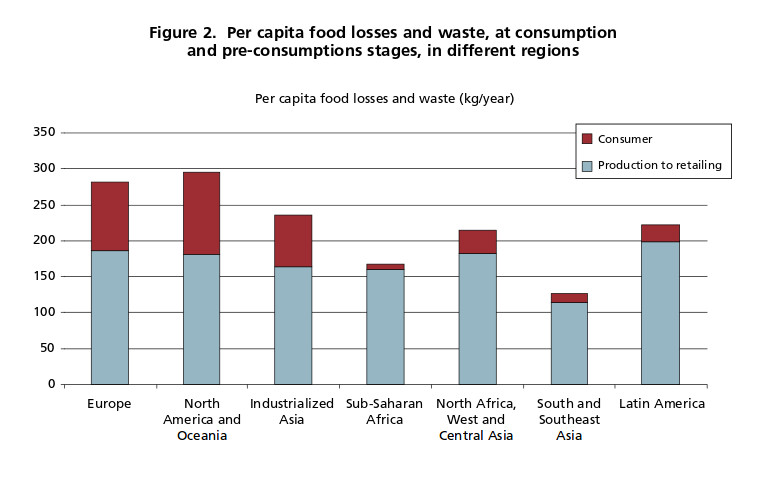 Figure 2.  Per capita food losses and waste, at consumption
and pre-consumptions stages, in different regions
Per capita food losses and waste (kg/year)
350
300
250
200
150
100
50
0
Consumer
Production to retailing
Europe
North
America and
Oceania
Industrialized
Asia
Sub-Saharan
Africa
North Africa,
West and
Central Asia
South and
Southeast
Asia
Latin America